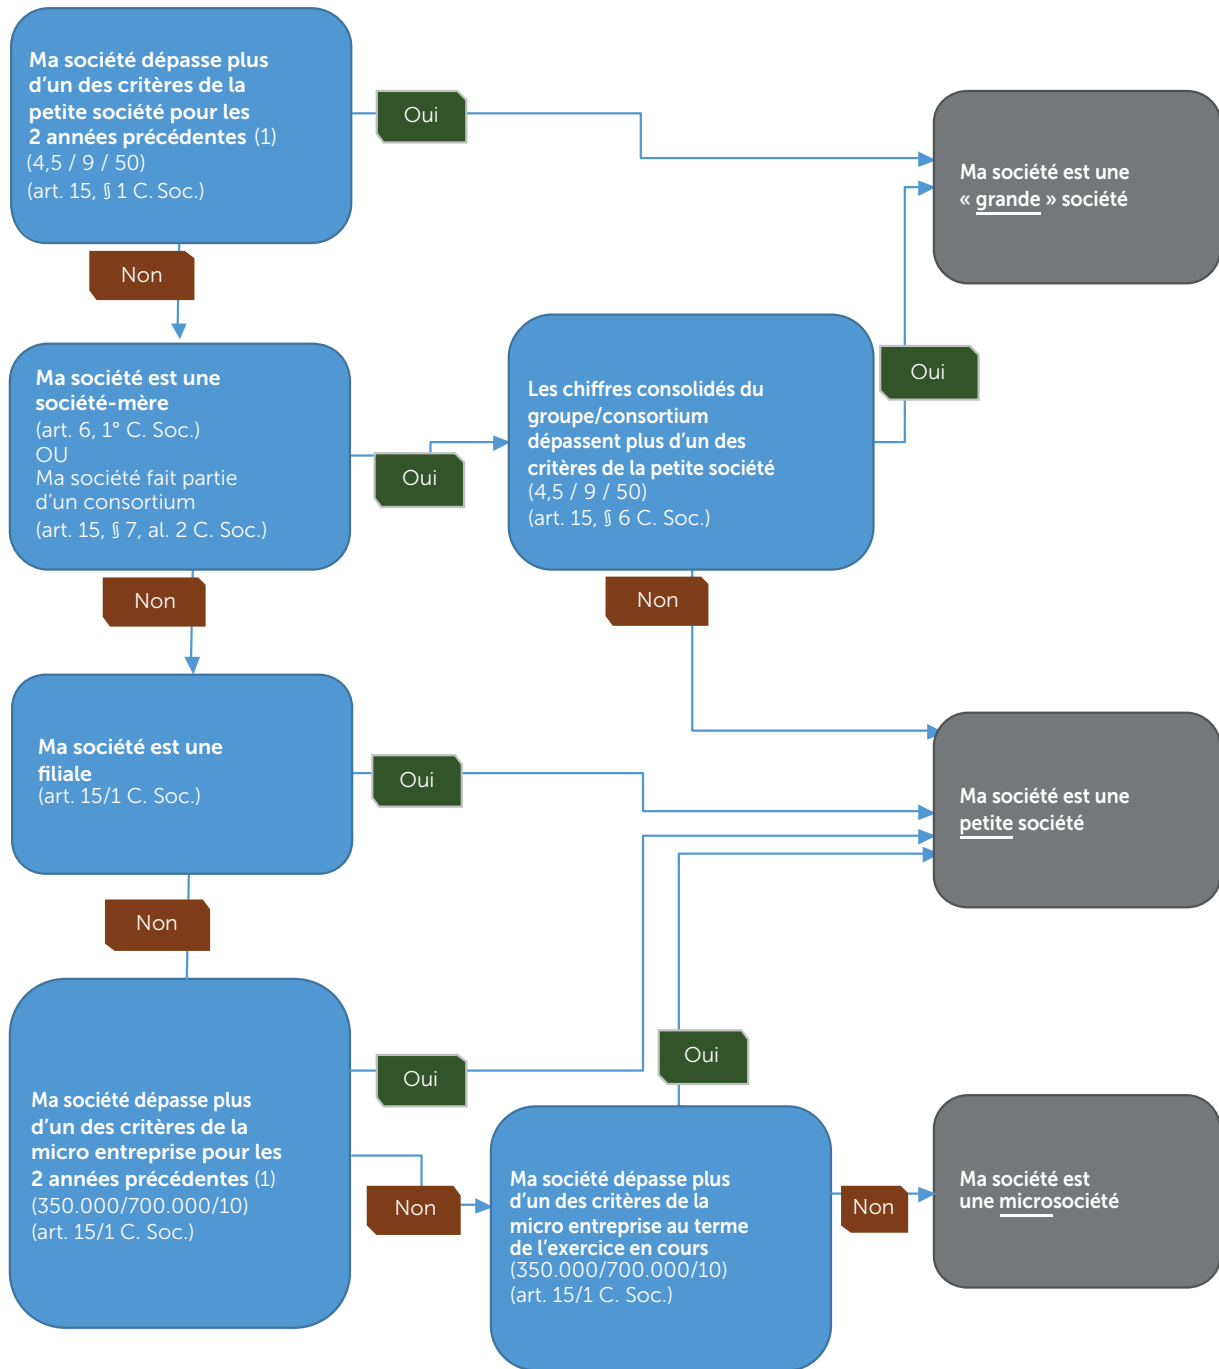 Ma société dépasse plus
d'un des critères de la
petite société pour les
2 années précédentes (1)
(4,5 / 9 / 50)
(art. 15, § 1 C. Soc.)
Oui
Ma société est une
« grande » société
Non
Ma société est une
société-mère
(art. 6, 1° C. Soc.)
OU
Ma société fait partie
d'un consortium
(art. 15, § 7, al. 2 C. Soc.)
Oui
Les chiffres consolidés du
groupe/consortium
dépassent plus d'un des
critères de la petite société
(4,5 / 9 / 50)
(art. 15, § 6 C. Soc.)
Oui
Non
Non
Ma société est une
filiale
(art. 15/1 C. Soc.)
Oui
Ma société est une
petite société
Non
Ma société dépasse plus
d'un des critères de la
micro entreprise pour les
2 années précédentes (1)
(350.000/700.000/10)
(art. 15/1 C. Soc.)
Oui
Non
Oui
Ma société dépasse plus
d'un des critères de la
micro entreprise au terme
de l'exercice en cours
(350.000/700.000/10)
(art. 15/1 C. Soc.)
Non
Ma société est
une microsociété